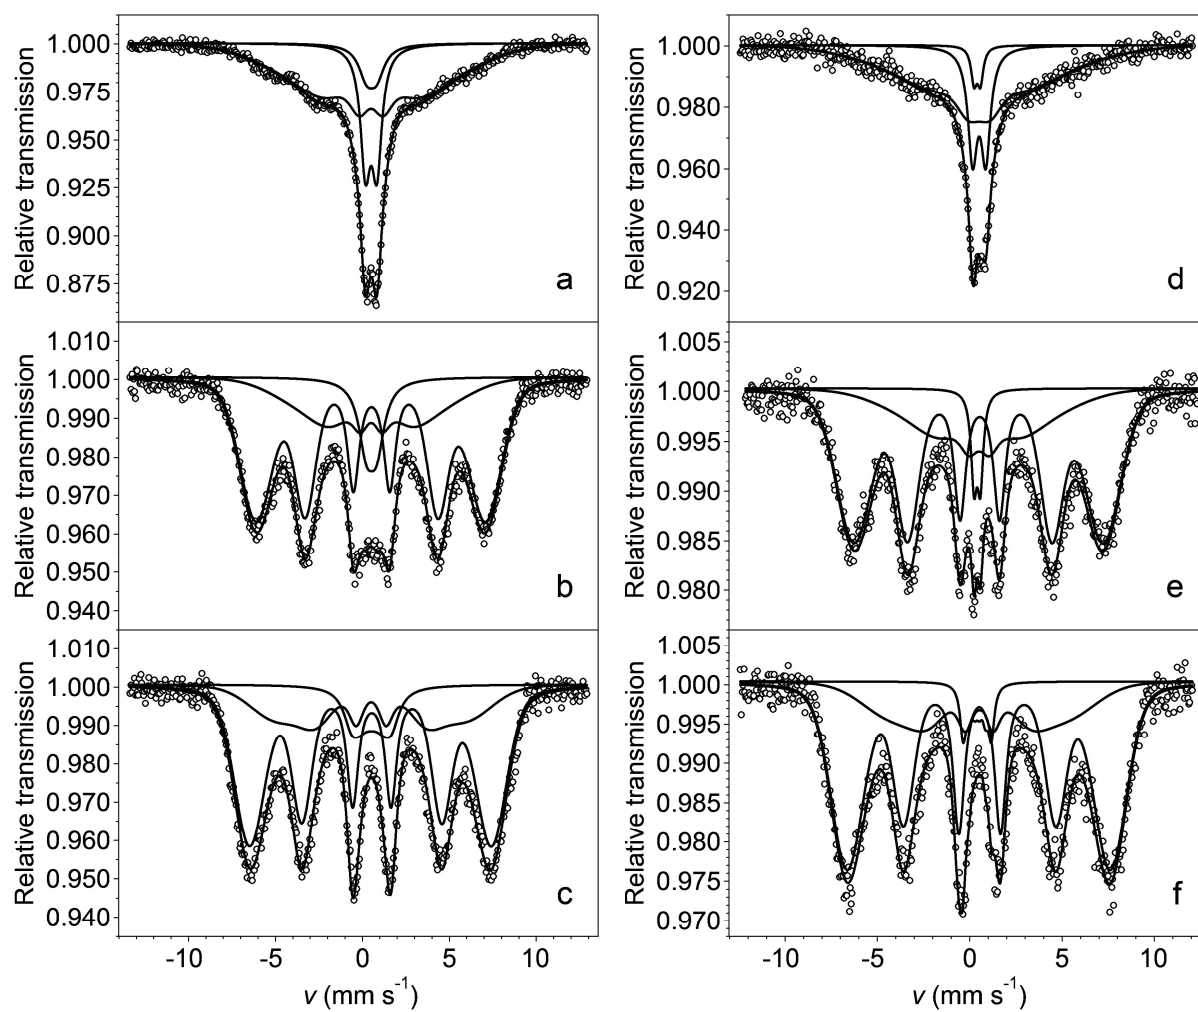 Relative transmission
1.000
0.975
0.950
0.925
0.900
0.875
a
Relative transmission
1.010
1.000
0.990
0.980
0.970
0.960
0.950
0.940
b
Relative transmission
1.010
1.000
0.990
0.980
0.970
0.960
0.950
0.940
c
-10 -5 0 5 10
v (mm s⁻¹)
Relative transmission
1.000
0.980
0.960
0.940
0.920
d
Relative transmission
1.005
1.000
0.995
0.990
0.985
0.980
e
Relative transmission
1.005
1.000
0.995
0.990
0.985
0.980
0.975
0.970
f
-10 -5 0 5 10
v (mm s⁻¹)